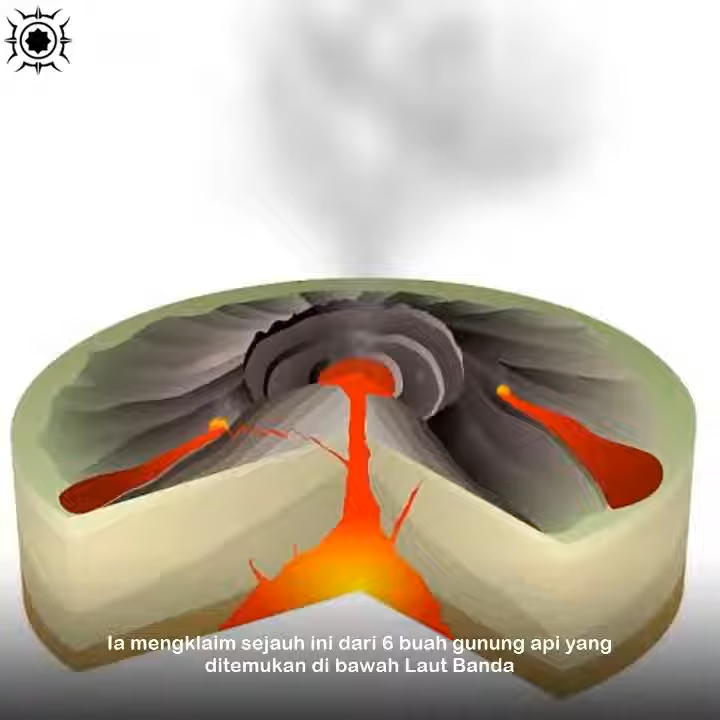 Ia mengklaim sejauh ini dari 6 buah gunung api yang
ditemukan di bawah Laut Banda